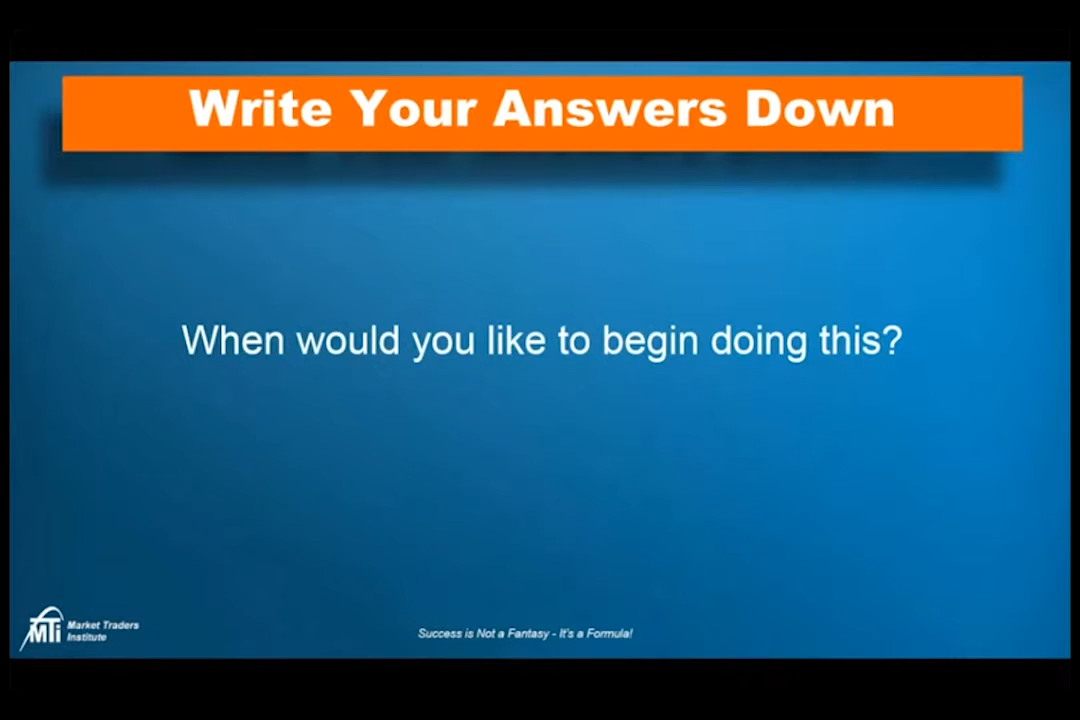 Write Your Answers Down
When would you like to begin doing this?
MTi
Market Traders
Institute
Success is Not a Fantasy - It's a Formula!